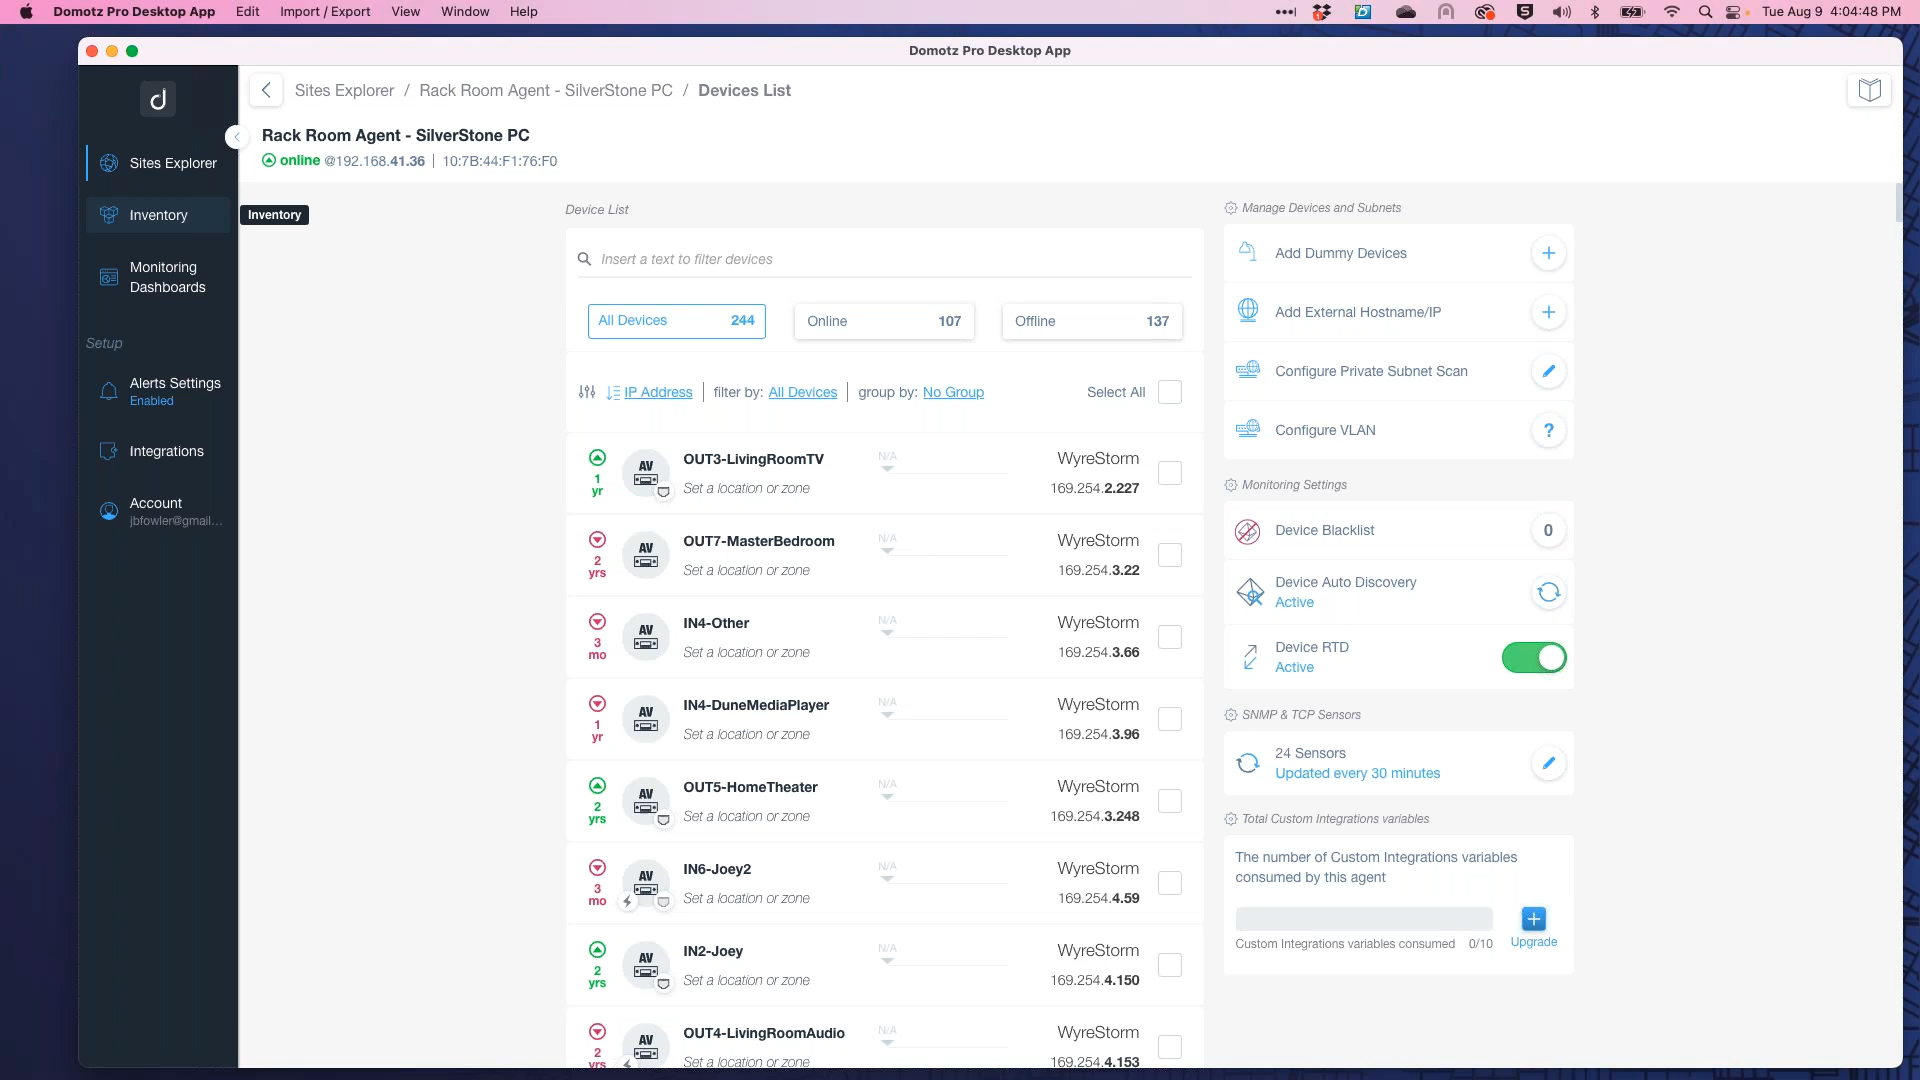 Domotz Pro Desktop App Edit Import / Export View Window Help Tue Aug 9 4:04:48 PM
Domotz Pro Desktop App
Sites Explorer / Rack Room Agent - SilverStone PC / Devices List
Rack Room Agent - SilverStone PC
online @192.168.41.36 | 10:7B:44:F1:76:F0
Sites Explorer
Inventory
Inventory
Monitoring
Dashboards
Setup
Alerts Settings
Enabled
Integrations
Account
jbfowler@gmail...
Device List
Insert a text to filter devices
All Devices 244
Online 107
Offline 137
IP Address | filter by: All Devices | group by: No Group
Select All
1 yr AV OUT3-LivingRoomTV N/A WyreStorm
Set a location or zone 169.254.2.227
2 yrs AV OUT7-MasterBedroom N/A WyreStorm
Set a location or zone 169.254.3.22
3 mo AV IN4-Other N/A WyreStorm
Set a location or zone 169.254.3.66
1 yr AV IN4-DuneMediaPlayer N/A WyreStorm
Set a location or zone 169.254.3.96
2 yrs AV OUT5-HomeTheater N/A WyreStorm
Set a location or zone 169.254.3.248
3 mo AV IN6-Joey2 N/A WyreStorm
Set a location or zone 169.254.4.59
2 yrs AV IN2-Joey N/A WyreStorm
Set a location or zone 169.254.4.150
2 yrs AV OUT4-LivingRoomAudio N/A WyreStorm
Set a location or zone 169.254.4.153
Manage Devices and Subnets
Add Dummy Devices
Add External Hostname/IP
Configure Private Subnet Scan
Configure VLAN ?
Monitoring Settings
Device Blacklist 0
Device Auto Discovery
Active
Device RTD
Active
SNMP & TCP Sensors
24 Sensors
Updated every 30 minutes
Total Custom Integrations variables
The number of Custom Integrations variables
consumed by this agent
Custom Integrations variables consumed 0/10
Upgrade